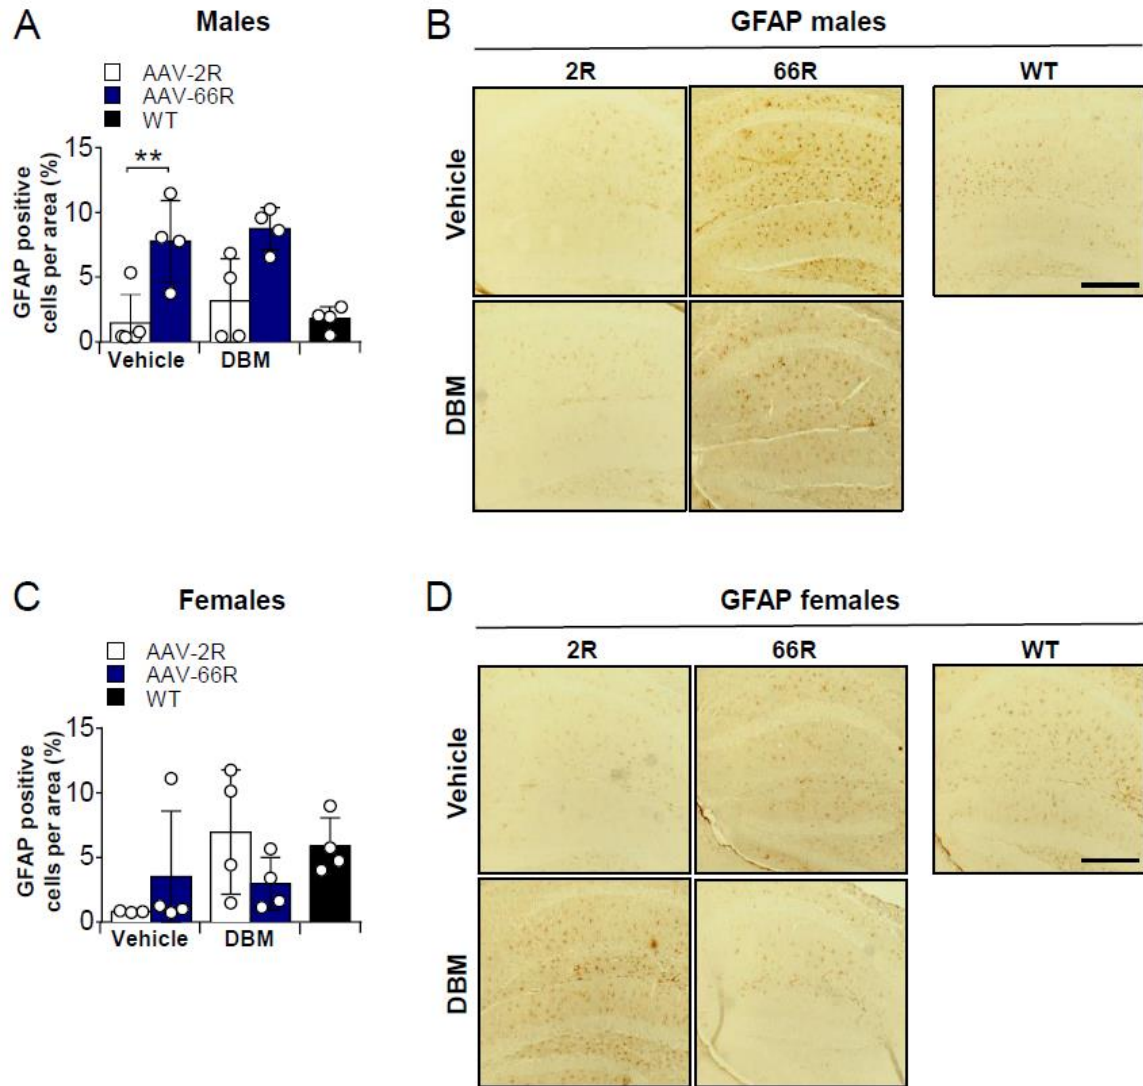 A
Males
AAV-2R
AAV-66R
WT
GFAP positive
cells per area (%)
15
**
10
5
0
Vehicle
DBM
B
GFAP males
2R
66R
WT
Vehicle
DBM
C
Females
AAV-2R
AAV-66R
WT
GFAP positive
cells per area (%)
15
10
5
0
Vehicle
DBM
D
GFAP females
2R
66R
WT
Vehicle
DBM